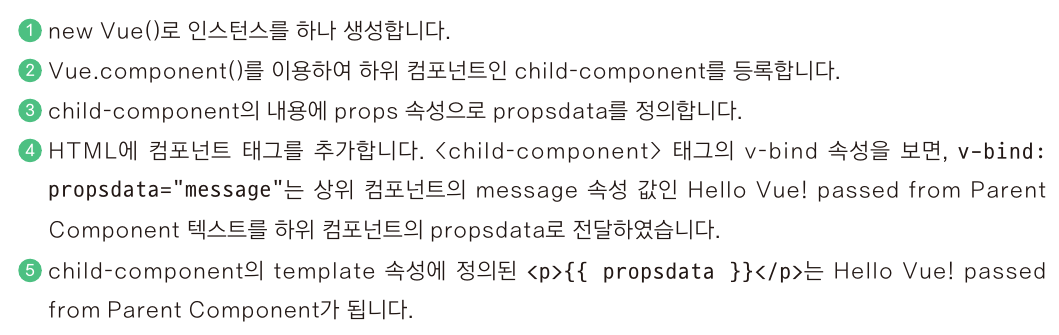 1 new Vue()로 인스턴스를 하나 생성합니다.
2 Vue.component()를 이용하여 하위 컴포넌트인 child-component를 등록합니다.
3 child-component의 내용에 props 속성으로 propsdata를 정의합니다.
4 HTML에 컴포넌트 태그를 추가합니다. <child-component> 태그의 v-bind 속성을 보면, v-bind:
propsdata="message"는 상위 컴포넌트의 message 속성 값인 Hello Vue! passed from Parent
Component 텍스트를 하위 컴포넌트의 propsdata로 전달하였습니다.
5 child-component의 template 속성에 정의된 <p>{{ propsdata }}</p>는 Hello Vue! passed
from Parent Component가 됩니다.